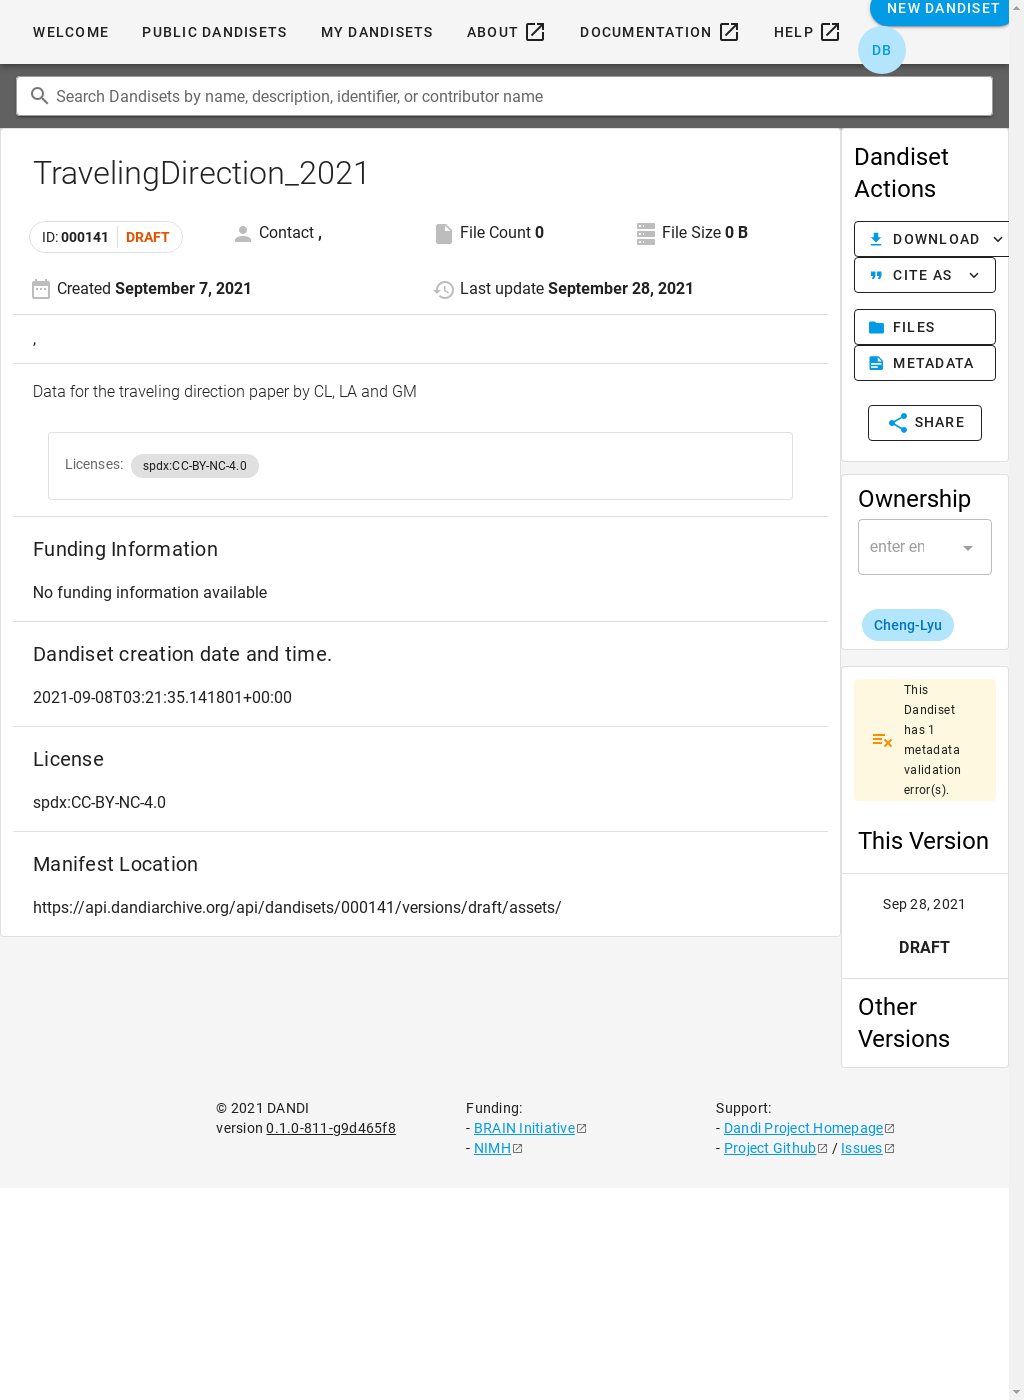 WELCOME PUBLIC DANDISETS MY DANDISETS ABOUT DOCUMENTATION HELP NEW DANDISET
DB
Search Dandisets by name, description, identifier, or contributor name
TravelingDirection_2021
ID: 000141 DRAFT Contact , File Count 0 File Size 0 B
Created September 7, 2021 Last update September 28, 2021
,
Data for the traveling direction paper by CL, LA and GM
Licenses: spdx:CC-BY-NC-4.0
Funding Information
No funding information available
Dandiset creation date and time.
2021-09-08T03:21:35.141801+00:00
License
spdx:CC-BY-NC-4.0
Manifest Location
https://api.dandiarchive.org/api/dandisets/000141/versions/draft/assets/
Dandiset
Actions
DOWNLOAD
CITE AS
FILES
METADATA
SHARE
Ownership
enter en
Cheng-Lyu
This
Dandiset
has 1
metadata
validation
error(s).
This Version
Sep 28, 2021
DRAFT
Other
Versions
© 2021 DANDI
version 0.1.0-811-g9d465f8
Funding:
- BRAIN Initiative
- NIMH
Support:
- Dandi Project Homepage
- Project Github / Issues